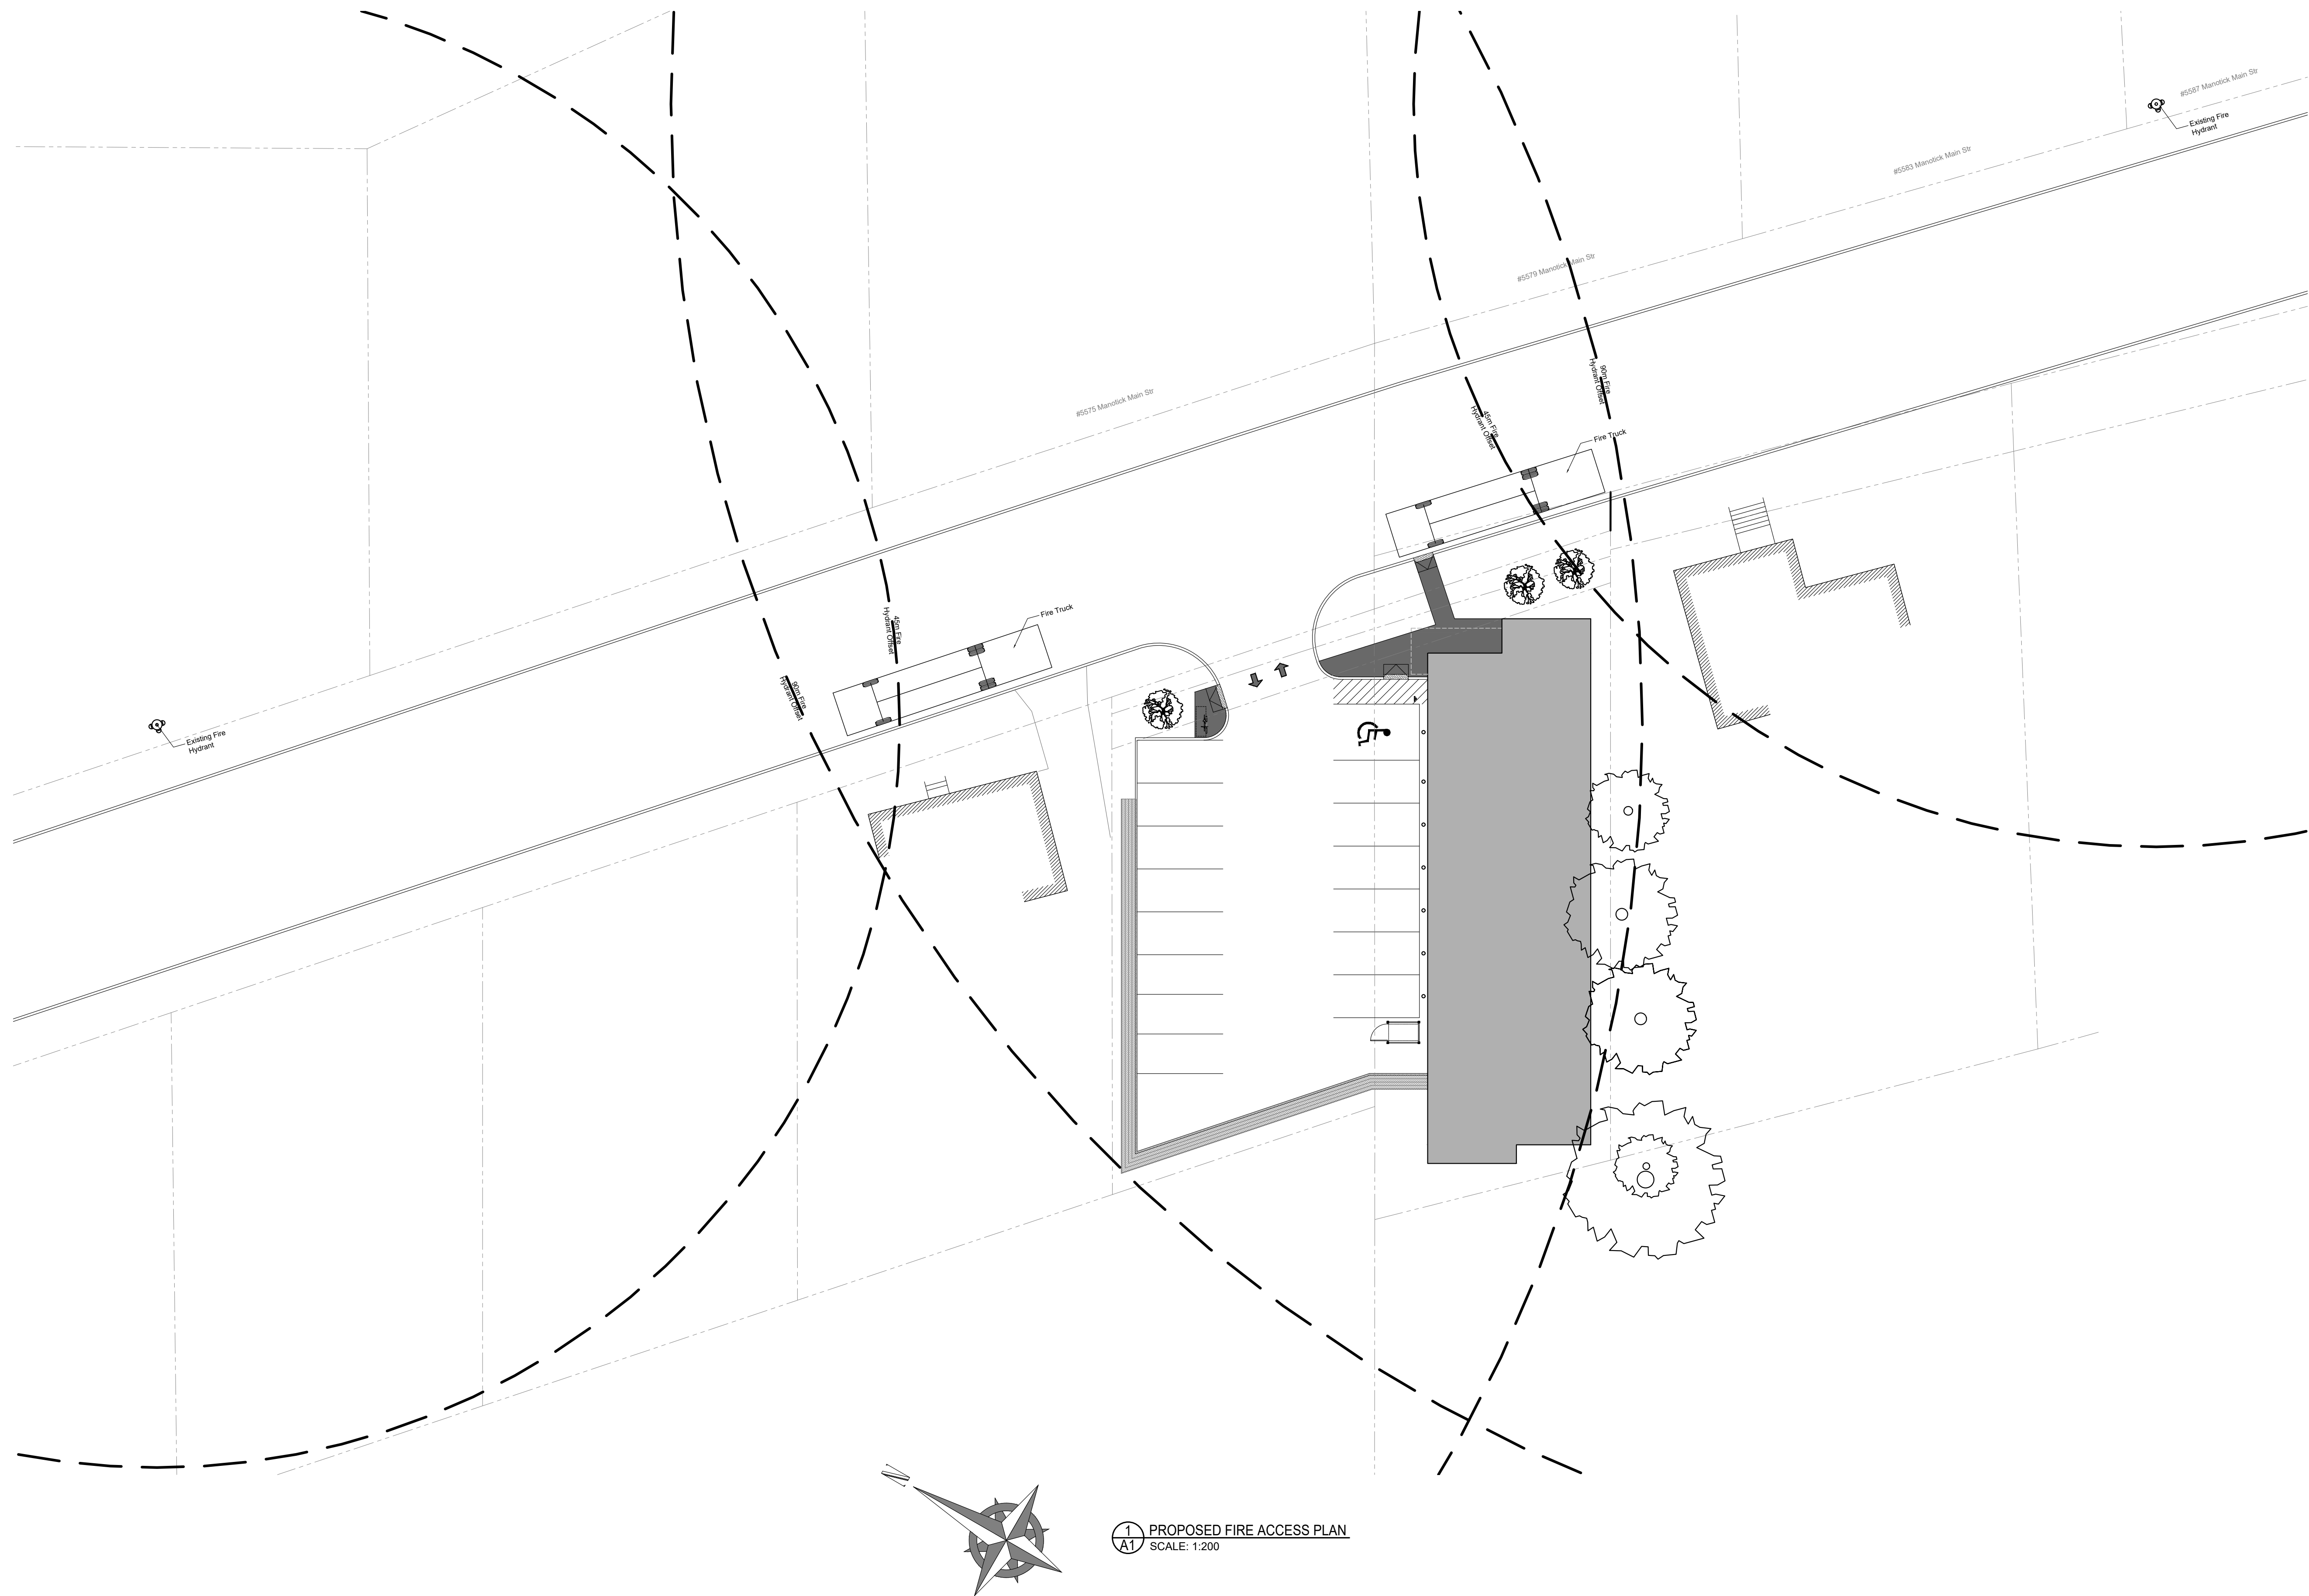 #5587 Manotick Main Str
Existing Fire
Hydrant
#5583 Manotick Main Str
#5579 Manotick Main Str
90m Fire
Hydrant Offset
#5575 Manotick Main Str
45m Fire
Hydrant Offset
Fire Truck
Fire Truck
45m Fire
Hydrant Offset
90m Fire
Hydrant Offset
Existing Fire
Hydrant
N
1
A1
PROPOSED FIRE ACCESS PLAN
SCALE: 1:200